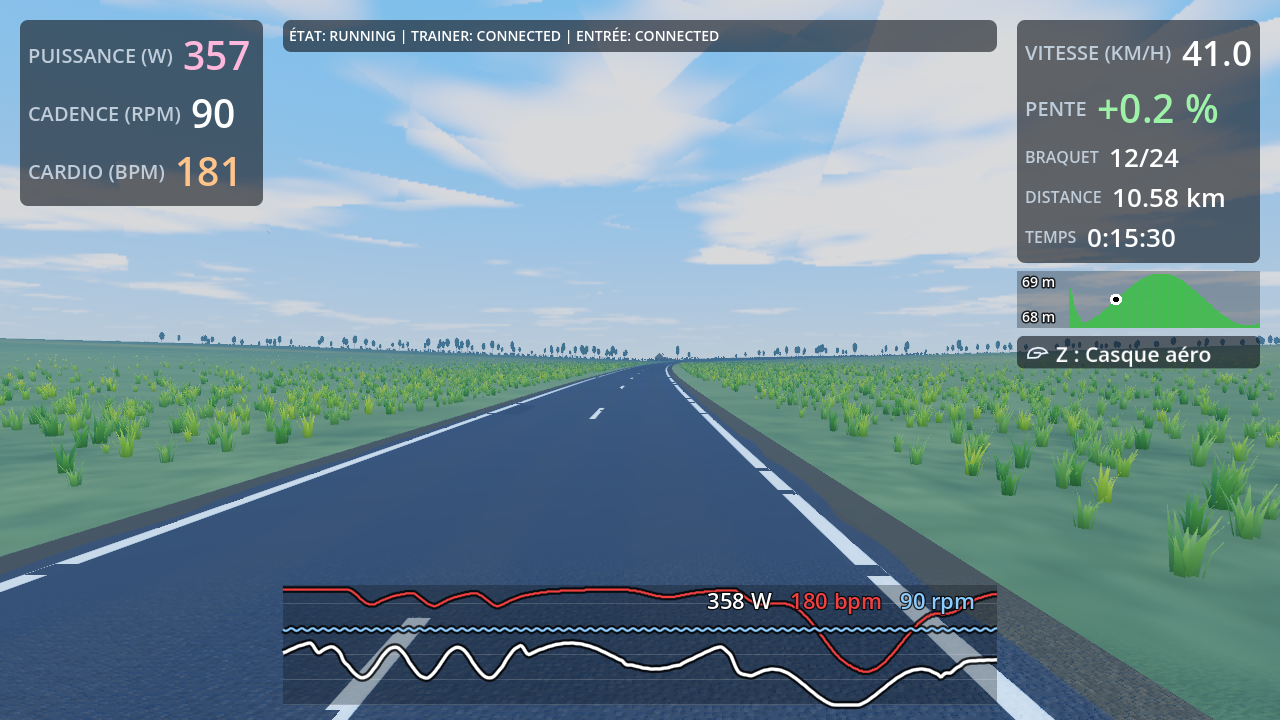 PUISSANCE (W) 357
CADENCE (RPM) 90
CARDIO (BPM) 181
ÉTAT: RUNNING | TRAINER: CONNECTED | ENTRÉE: CONNECTED
VITESSE (KM/H) 41.0
PENTE +0.2 %
BRAQUET 12/24
DISTANCE 10.58 km
TEMPS 0:15:30
69 m
68 m
Z : Casque aéro
358 W 180 bpm 90 rpm